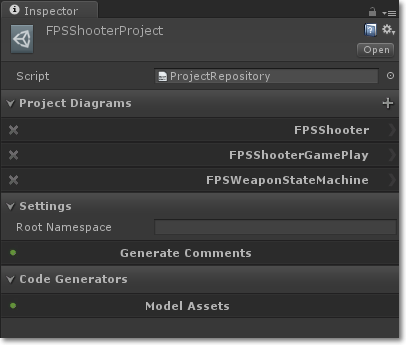 Inspector
FPSShooterProject
Open
Script
ProjectRepository
Project Diagrams
FPSShooter
FPSShooterGamePlay
FPSWeaponStateMachine
Settings
Root Namespace
Generate Comments
Code Generators
Model Assets